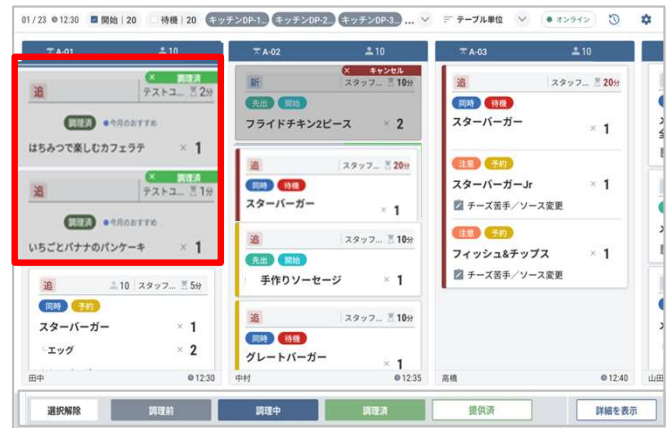 01 / 23 12:30 開始 | 20 待機 | 20 キッチンDP-1... キッチンDP-2... キッチンDP-3... ... テーブル単位 オンライン
A-01 10
調理済
追 テストユ... 2分
調理済 今月のおすすめ
はちみつで楽しむカフェラテ × 1
調理済
追 テストユ... 1分
調理済 今月のおすすめ
いちごとバナナのパンケーキ × 1
追 10 スタッフ... 5分
同時 予約
スターバーガー × 1
エッグ × 2
田中 12:30
A-02 10
キャンセル
新 スタッフ... 10分
先出 開始
フライドチキン2ピース × 2
追 スタッフ... 20分
同時 待機
スターバーガー × 1
追 スタッフ... 10分
先出 開始
手作りソーセージ × 1
追 スタッフ... 10分
同時 待機
グレートバーガー × 1
中村 12:35
A-03 10
追 スタッフ... 20分
同時 待機
スターバーガー × 1
注意 予約
スターバーガーJr × 1
チーズ苦手／ソース変更
注意 予約
フィッシュ&チップス × 1
チーズ苦手／ソース変更
高橋 12:40
山田
選択解除 調理前 調理中 調理済 提供済 詳細を表示